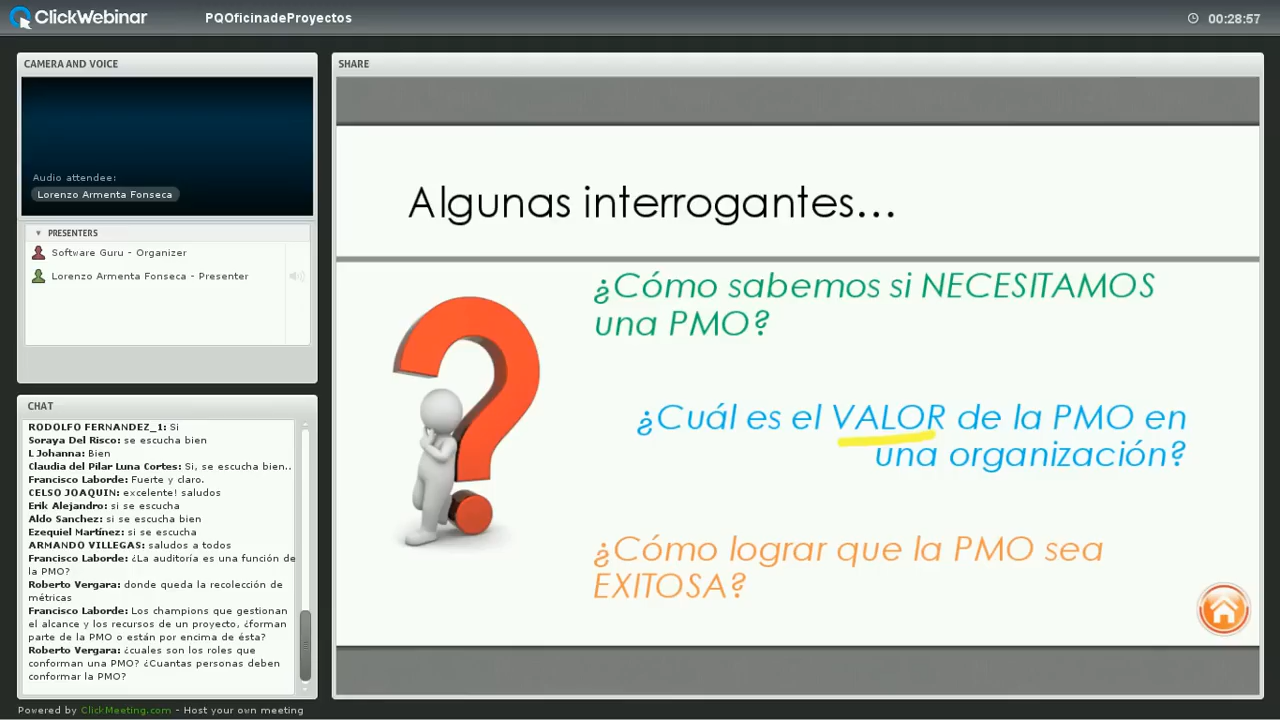 ClickWebinar
PQOficinadeProyectos
00:28:57
CAMERA AND VOICE
Audio attendee:
Lorenzo Armenta Fonseca
PRESENTERS
Software Guru - Organizer
Lorenzo Armenta Fonseca - Presenter
CHAT
RODOLFO FERNANDEZ_1: Si
Soraya Del Risco: se escucha bien
L Johanna: Bien
Claudia del Pilar Luna Cortes: Si, se escucha bien..
Francisco Laborde: Fuerte y claro.
CELSO JOAQUIN: excelente! saludos
Erik Alejandro: si se escucha
Aldo Sanchez: si se escucha bien
Ezequiel Martínez: si se escucha
ARMANDO VILLEGAS: saludos a todos
Francisco Laborde: ¿La auditoría es una función de
la PMO?
Roberto Vergara: donde queda la recolección de
métricas
Francisco Laborde: Los champions que gestionan
el alcance y los recursos de un proyecto, ¿forman
parte de la PMO o están por encima de ésta?
Roberto Vergara: ¿cuales son los roles que
conforman una PMO? ¿Cuantas personas deben
conformar la PMO?
SHARE
Algunas interrogantes...
¿Cómo sabemos si NECESITAMOS
una PMO?
¿Cuál es el VALOR de la PMO en
una organización?
¿Cómo lograr que la PMO sea
EXITOSA?
Powered by ClickMeeting.com - Host your own meeting